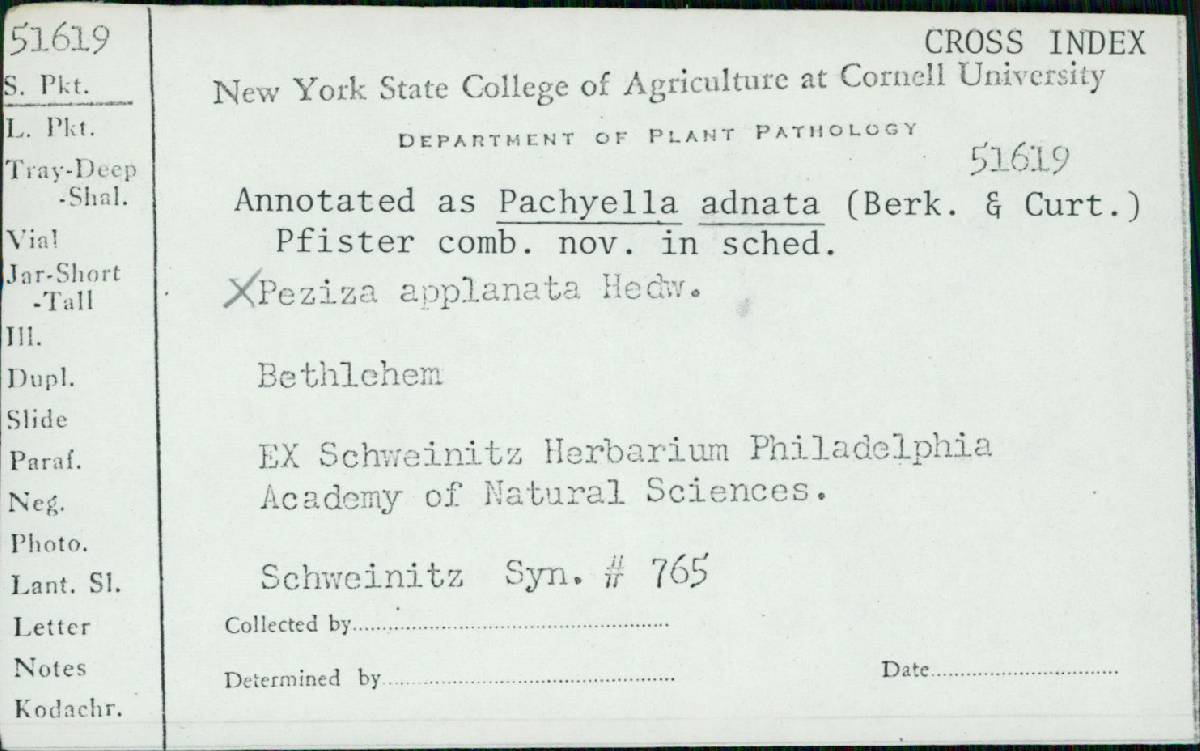 51619
S. Pkt.
L. Pkt.
Tray-Deep
-Shal.
Vial
Jar-Short
-Tall
Ill.
Dupl.
Slide
Paraf.
Neg.
Photo.
Lant. Sl.
Letter
Notes
Kodachr.
CROSS INDEX
New York State College of Agriculture at Cornell University
DEPARTMENT OF PLANT PATHOLOGY
51619
Annotated as Pachyella adnata (Berk. & Curt.)
Pfister comb. nov. in sched.
XPeziza applanata Hedw.
Bethlehem
EX Schweinitz Herbarium Philadelphia
Academy of Natural Sciences.
Schweinitz Syn. # 765
Collected by
Determined by
Date